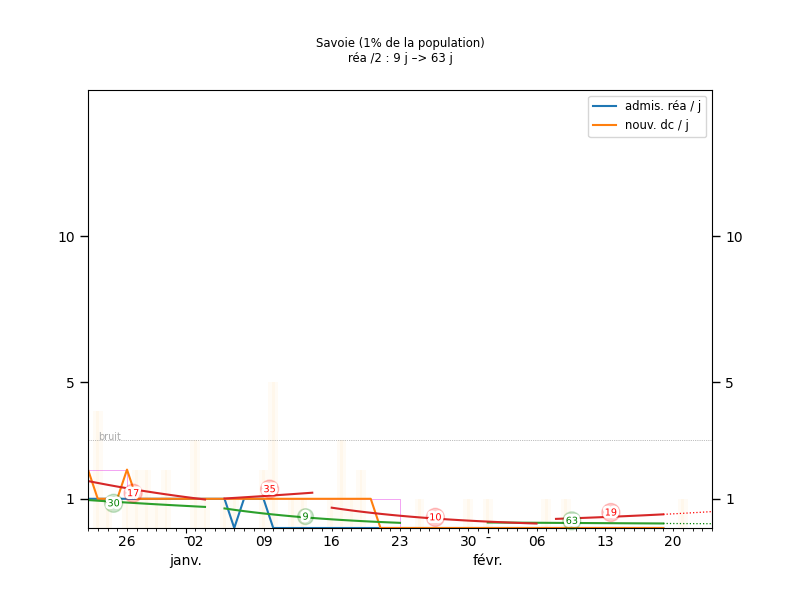 Savoie (1% de la population)
réa /2 : 9 j –> 63 j
admis. réa / j
nouv. dc / j
10 10
5 5
bruit
1 1
17
30
35
9
10
63
19
26 02 09 16 23 30 06 13 20
janv. févr.